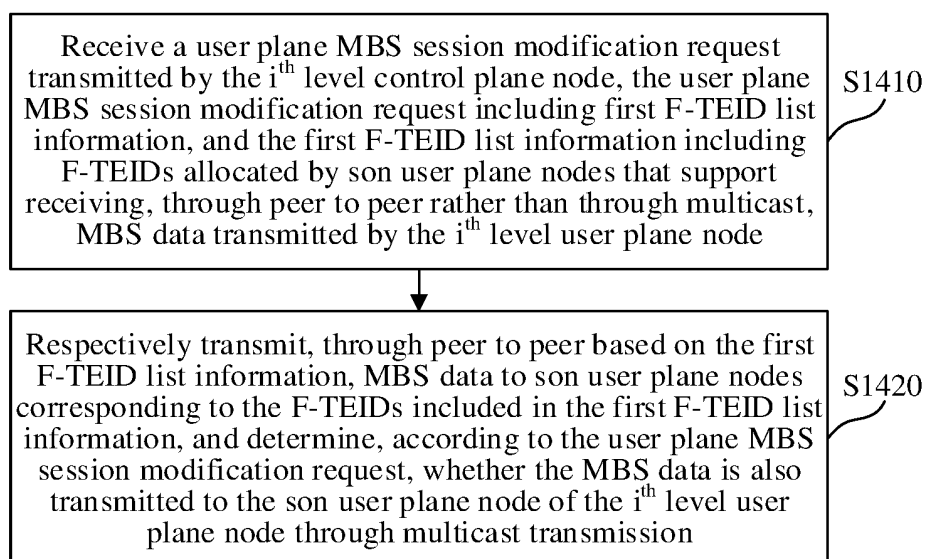 Receive a user plane MBS session modification request
transmitted by the ith level control plane node, the user plane
MBS session modification request including first F-TEID list
information, and the first F-TEID list information including
F-TEIDs allocated by son user plane nodes that support
receiving, through peer to peer rather than through multicast,
MBS data transmitted by the ith level user plane node
S1410
Respectively transmit, through peer to peer based on the first
F-TEID list information, MBS data to son user plane nodes
corresponding to the F-TEIDs included in the first F-TEID list
information, and determine, according to the user plane MBS
session modification request, whether the MBS data is also
transmitted to the son user plane node of the ith level user
plane node through multicast transmission
S1420